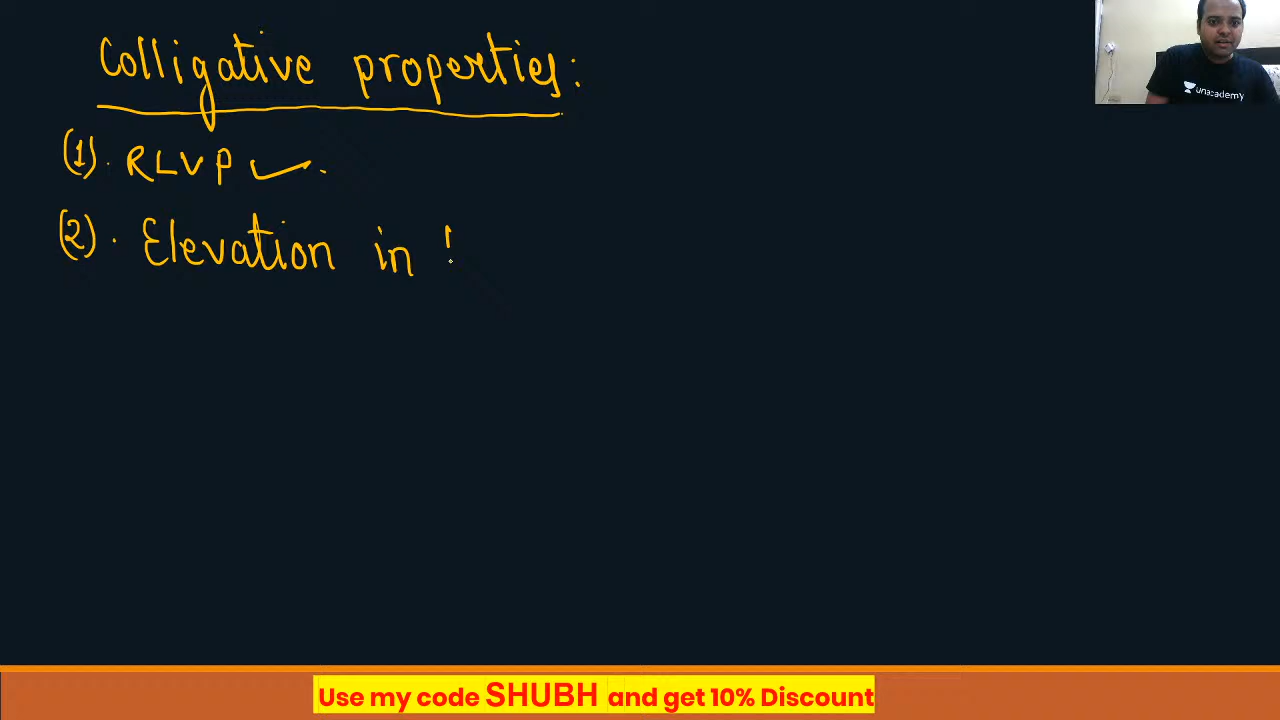 Colligative properties:
(1). RLVP
(2). Elevation in
unacademy
Use my code SHUBH and get 10% Discount